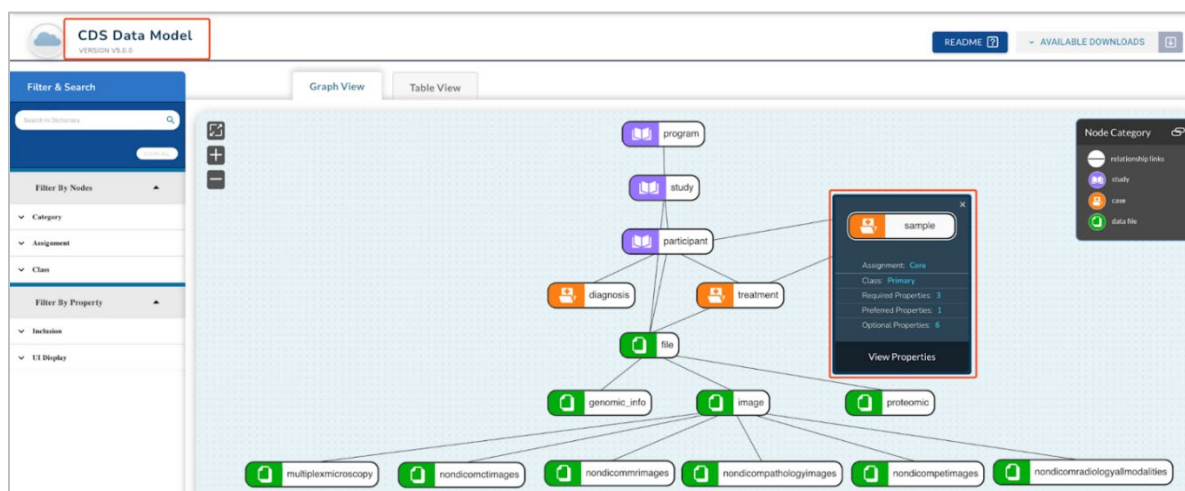 CDS Data Model
VERSION V5.0.0
README ?
AVAILABLE DOWNLOADS
Filter & Search
Graph View
Table View
Search in Dictionary
CLEAR ALL
Filter By Nodes
Category
Assignment
Class
Filter By Property
Inclusion
UI Display
program
study
participant
diagnosis
treatment
file
genomic_info
image
proteomic
multiplexmicroscopy
nondicomctimages
nondicommrimages
nondicompathologyimages
nondicompetimages
nondicomradiologyallmodalities
sample
Assignment: Core
Class: Primary
Required Properties: 3
Preferred Properties: 1
Optional Properties: 6
View Properties
Node Category
relationship links
study
case
data file